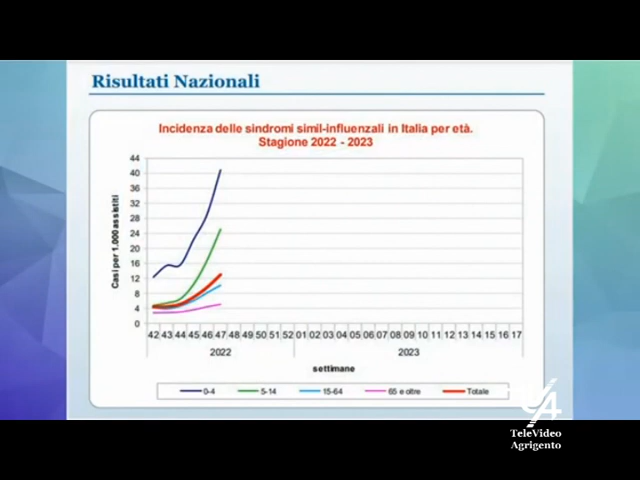 Risultati Nazionali
Incidenza delle sindromi simil-influenzali in Italia per età.
Stagione 2022 - 2023
Casi per 1.000 assistiti
44
40
36
32
28
24
20
16
12
8
4
0
42 43 44 45 46 47 48 49 50 51 52 01 02 03 04 05 06 07 08 09 10 11 12 13 14 15 16 17
2022 2023
settimane
0-4 5-14 15-64 65 e oltre Totale
TeleVideo
Agrigento